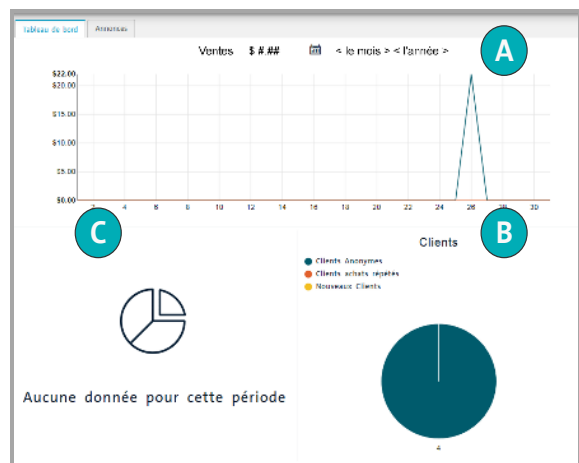 Tableau de bord Annonces
Ventes $ #.## < le mois > < l'année >
A
$22.00
$20.00
$15.00
$10.00
$5.00
$0.00
2 4 6 8 10 12 14 16 18 20 22 24 26 28 30
C
B
Clients
Clients Anonymes
Clients achats répétés
Nouveaux Clients
Aucune donnée pour cette période
4